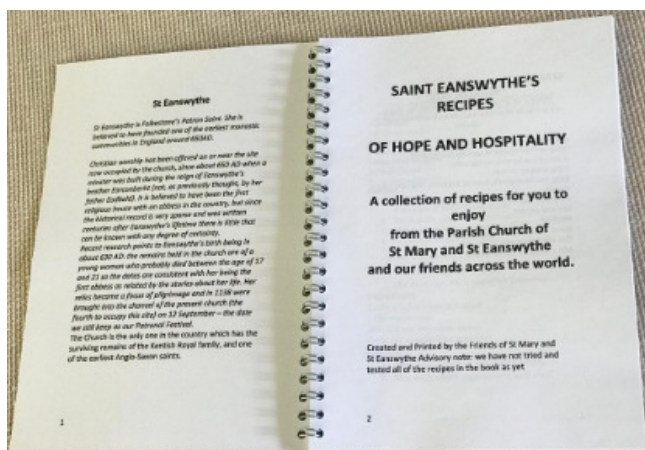 St Eanswythe
St Eanswythe is Folkestone's Patron Saint. She is
believed to have founded one of the earliest monastic
communities in England around 660AD.
Christian worship has been offered on or near the site
now occupied by the church, since about 660 AD when a
minster was built during the reign of Eanswythe's
brother (not, as previously thought, by her
father Eadbald). It is believed to have been the first
religious house with an abbess in the country, but since
the historical record is very sparse and was written
centuries after Eanswythe's lifetime there is little that
can be known with any degree of certainty.
Recent research points to Eanswythe's birth being in
about 630 AD: the remains held in the church are of a
young woman who probably died between the age of 17
and 21 so the dates are consistent with her being the
first abbess as related by the stories about her life. Her
relics became a focus of pilgrimage and in 1138 were
brought into the chancel of the present church (the
fourth to occupy this site) on 12 September – the date
we still keep as our Patronal Festival.
The Church is the only one in the country which has the
surviving remains of the Kentish Royal family, and one
of the earliest Anglo-Saxon saints.
1
SAINT EANSWYTHE'S
RECIPES
OF HOPE AND HOSPITALITY
A collection of recipes for you to
enjoy
from the Parish Church of
St Mary and St Eanswythe
and our friends across the world.
Created and Printed by the Friends of St Mary and
St Eanswythe Advisory note: we have not tried and
tested all of the recipes in the book as yet
2